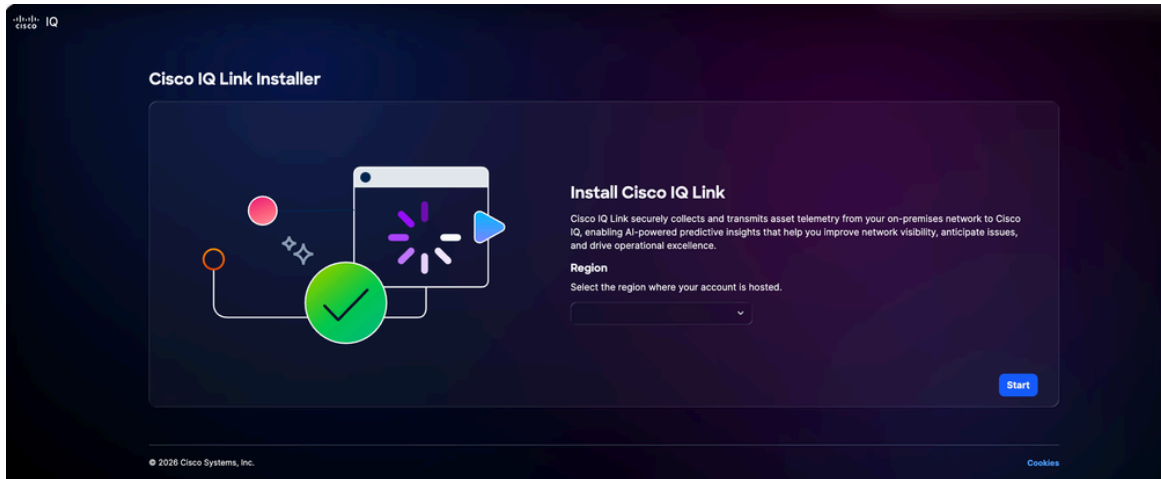 CISCO IQ
Cisco IQ Link Installer
Install Cisco IQ Link
Cisco IQ Link securely collects and transmits asset telemetry from your on-premises network to Cisco
IQ, enabling AI-powered predictive insights that help you improve network visibility, anticipate issues,
and drive operational excellence.
Region
Select the region where your account is hosted.
Start
© 2026 Cisco Systems, Inc.
Cookies